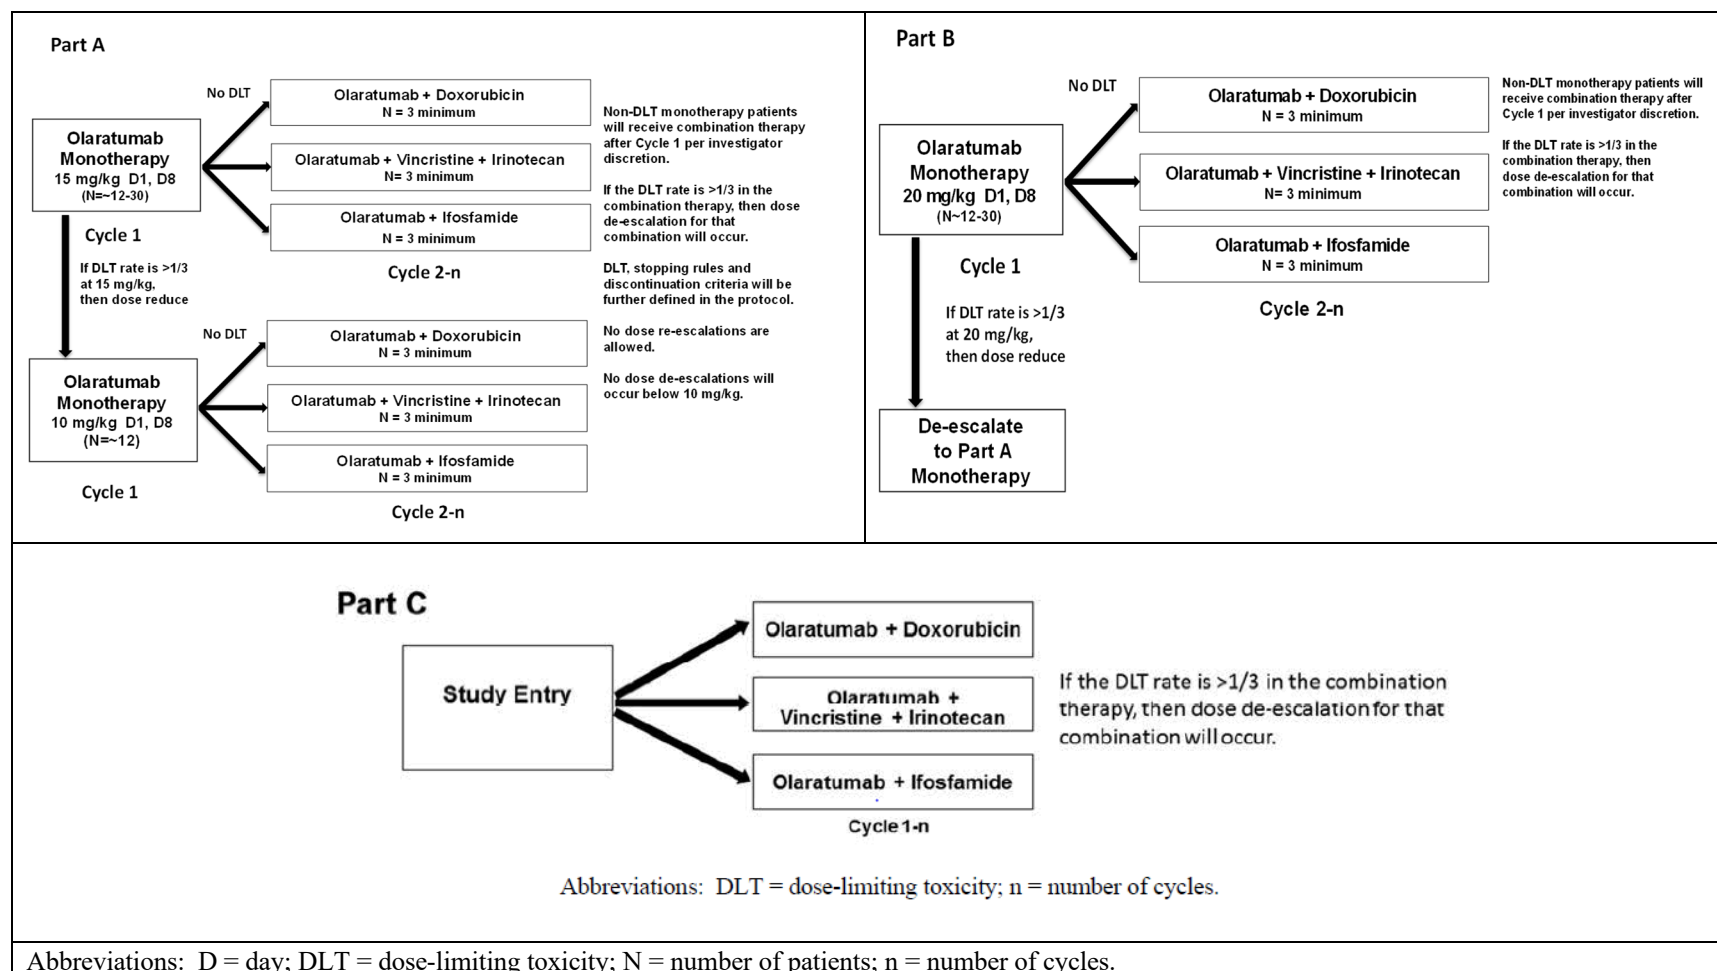 Part A
No DLT
Olaratumab
Monotherapy
15 mg/kg  D1, D8
(N=~12-30)
Cycle 1
If DLT rate is >1/3
at 15 mg/kg,
then dose reduce
Olaratumab + Doxorubicin
N = 3 minimum
Olaratumab + Vincristine + Irinotecan
N= 3 minimum
Olaratumab + Ifosfamide
N = 3 minimum
Cycle 2-n
No DLT
Olaratumab
Monotherapy
10 mg/kg  D1, D8
(N=~12)
Cycle 1
Olaratumab + Doxorubicin
N = 3 minimum
Olaratumab + Vincristine + Irinotecan
N = 3 minimum
Olaratumab + Ifosfamide
N = 3 minimum
Cycle 2-n
Non-DLT monotherapy patients
will receive combination therapy
after Cycle 1 per investigator
discretion.
If the DLT rate is >1/3 in the
combination therapy, then dose
de-escalation for that
combination will occur.
DLT, stopping rules and
discontinuation criteria will be
further defined in the protocol.
No dose re-escalations are
allowed.
No dose de-escalations will
occur below 10 mg/kg.
Part B
No DLT
Olaratumab
Monotherapy
20 mg/kg  D1, D8
(N~12-30)
Cycle 1
If DLT rate is >1/3
at 20 mg/kg,
then dose reduce
De-escalate
to Part A
Monotherapy
Olaratumab + Doxorubicin
N = 3 minimum
Olaratumab + Vincristine + Irinotecan
N= 3 minimum
Olaratumab + Ifosfamide
N = 3 minimum
Cycle 2-n
Non-DLT monotherapy patients will
receive combination therapy after
Cycle 1 per investigator discretion.
If the DLT rate is >1/3 in the
combination therapy, then
dose de-escalation for that
combination will occur.
Part C
Study Entry
Olaratumab + Doxorubicin
Olaratumab +
Vincristine + Irinotecan
Olaratumab + Ifosfamide
Cycle 1-n
If the DLT rate is >1/3 in the combination
therapy, then dose de-escalation for that
combination will occur.
Abbreviations:  DLT = dose-limiting toxicity; n = number of cycles.
Abbreviations:  D = day; DLT = dose-limiting toxicity; N = number of patients; n = number of cycles.